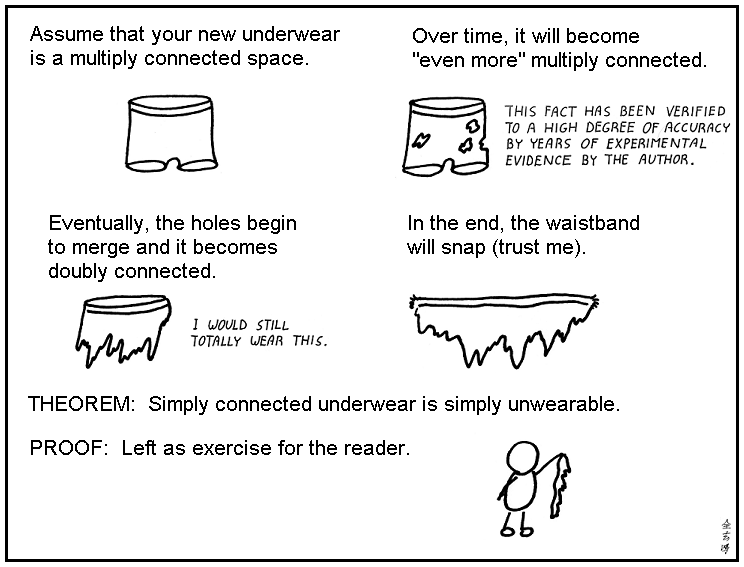 Assume that your new underwear
is a multiply connected space.
Over time, it will become
"even more" multiply connected.
THIS FACT HAS BEEN VERIFIED
TO A HIGH DEGREE OF ACCURACY
BY YEARS OF EXPERIMENTAL
EVIDENCE BY THE AUTHOR.
Eventually, the holes begin
to merge and it becomes
doubly connected.
I WOULD STILL
TOTALLY WEAR THIS.
In the end, the waistband
will snap (trust me).
THEOREM:  Simply connected underwear is simply unwearable.
PROOF:  Left as exercise for the reader.